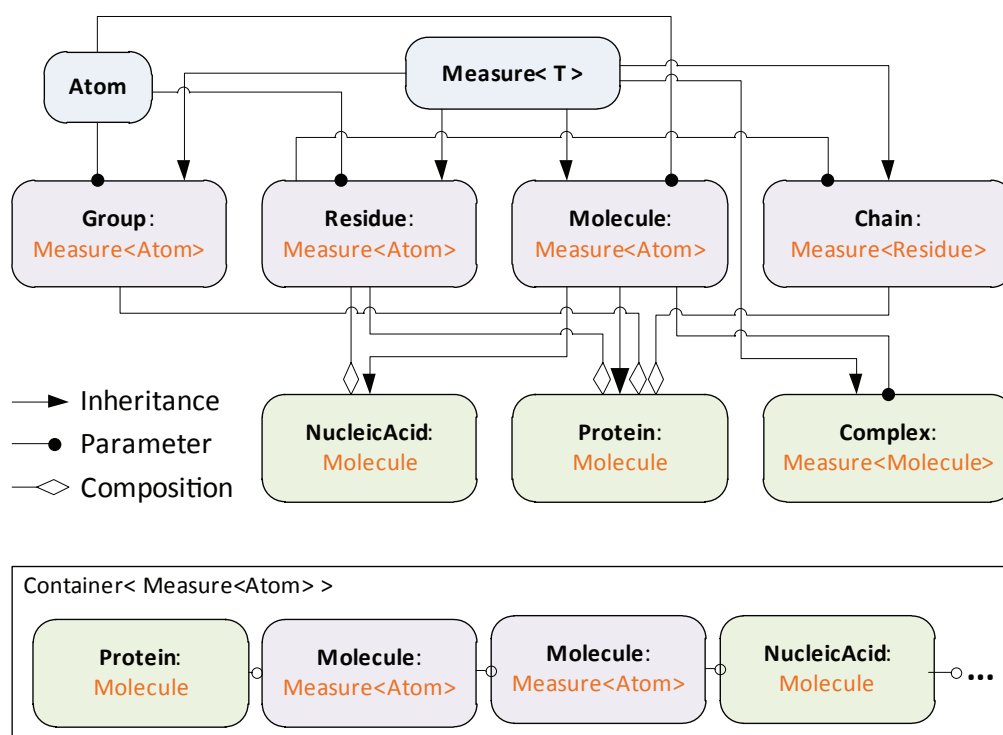 Atom
Measure< T >
Group:
Measure<Atom>
Residue:
Measure<Atom>
Molecule:
Measure<Atom>
Chain:
Measure<Residue>
Inheritance
Parameter
Composition
NucleicAcid:
Molecule
Protein:
Molecule
Complex:
Measure<Molecule>
Container< Measure<Atom> >
Protein:
Molecule
Molecule:
Measure<Atom>
Molecule:
Measure<Atom>
NucleicAcid:
Molecule
...